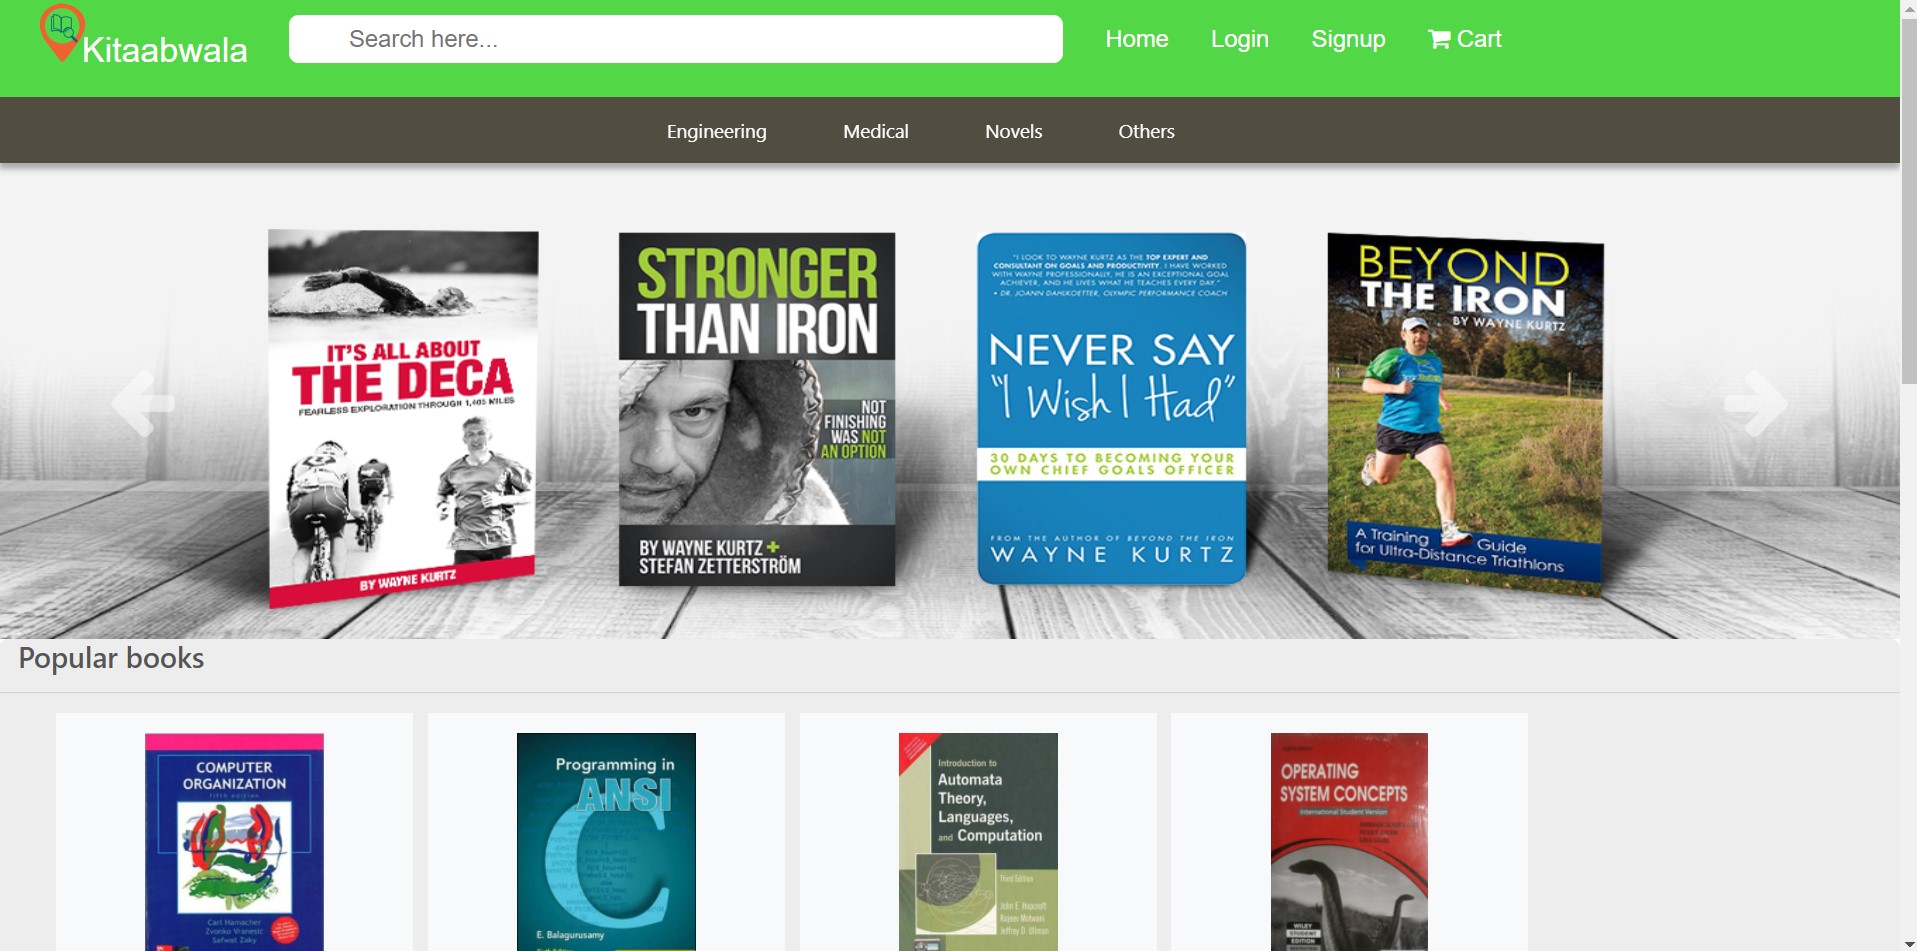 Kitaabwala
Search here...
Home
Login
Signup
Cart
Engineering
Medical
Novels
Others
IT'S ALL ABOUT
THE DECA
FEARLESS EXPLORATION THROUGH 1,405 MILES
BY WAYNE KURTZ
STRONGER
THAN IRON
NOT
FINISHING
WAS NOT
AN OPTION
BY WAYNE KURTZ +
STEFAN ZETTERSTRÖM
"I LOOK TO WAYNE KURTZ AS THE TOP EXPERT AND
CONSULTANT ON GOALS AND PRODUCTIVITY. I HAVE WORKED
WITH WAYNE PROFESSIONALLY, HE IS AN EXCEPTIONAL GOAL
ACHIEVER, AND HE LIVES WHAT HE TEACHES EVERY DAY."
- DR. JOANN DAHLKOETTER, OLYMPIC PERFORMANCE COACH
NEVER SAY
"I Wish I Had"
30 DAYS TO BECOMING YOUR
OWN CHIEF GOALS OFFICER
FROM THE AUTHOR OF BEYOND THE IRON
WAYNE KURTZ
BEYOND
THE IRON
BY WAYNE KURTZ
A Training Guide
for Ultra-Distance Triathlons
Popular books
COMPUTER
ORGANIZATION
fifth edition
Carl Hamacher
Zvonko Vranesic
Safwat Zaky
Programming in
ANSI
C
E. Balagurusamy
Introduction to
Automata
Theory,
Languages,
and Computation
Third Edition
John E. Hopcroft
Rajeev Motwani
Jeffrey D. Ullman
OPERATING
SYSTEM CONCEPTS
International Student Version
WILEY
STUDENT
EDITION